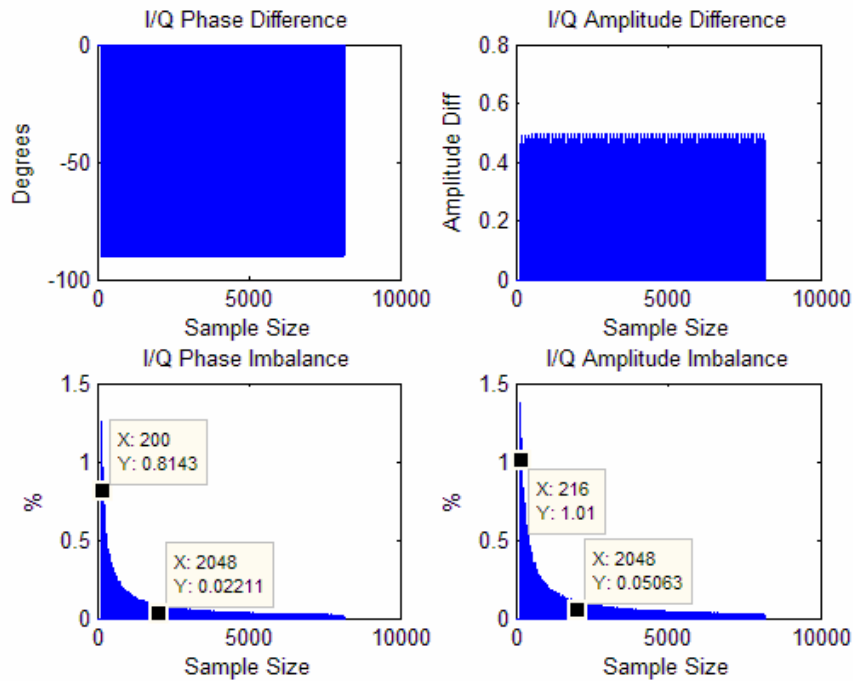 I/Q Phase Difference
0
-50
-100
Degrees
0 5000 10000
Sample Size
I/Q Amplitude Difference
0.8
0.6
0.4
0.2
0
Amplitude Diff
0 5000 10000
Sample Size
I/Q Phase Imbalance
1.5
1
0.5
0
%
X: 200
Y: 0.8143
X: 2048
Y: 0.02211
0 5000 10000
Sample Size
I/Q Amplitude Imbalance
1.5
1
0.5
0
%
X: 216
Y: 1.01
X: 2048
Y: 0.05063
0 5000 10000
Sample Size